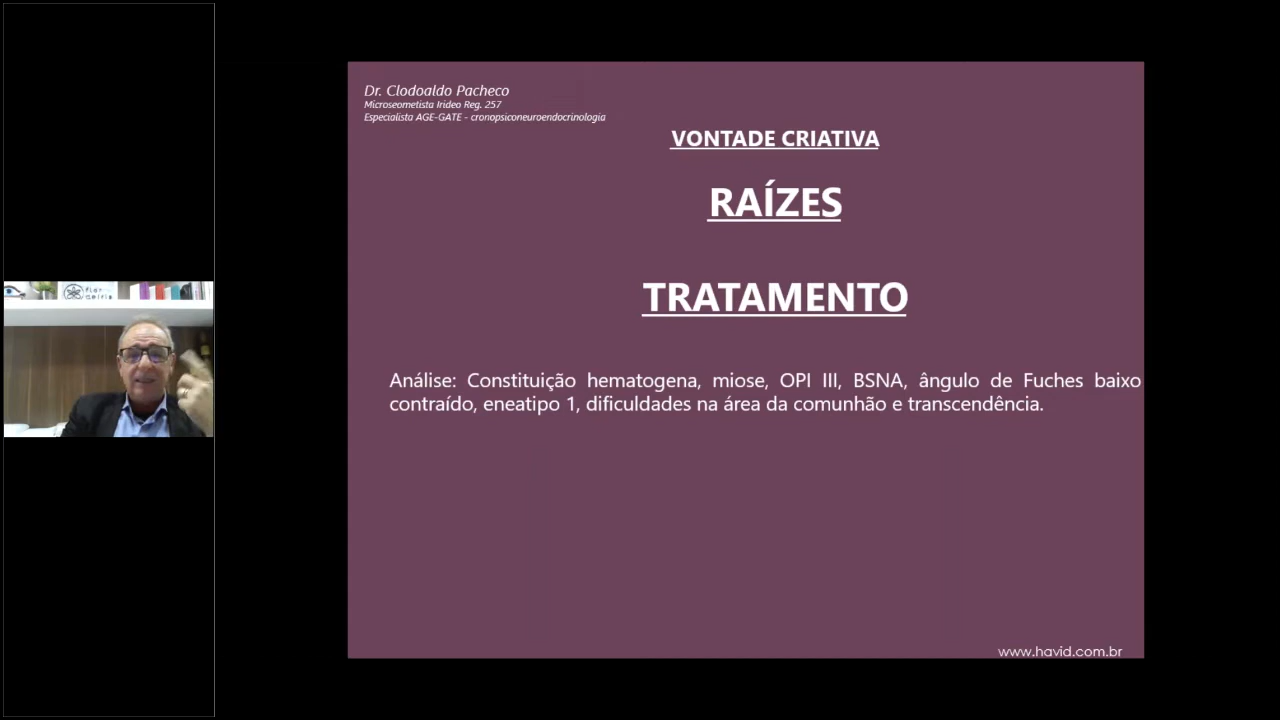 Dr. Clodoaldo Pacheco
Microseometista Irideo Reg. 257
Especialista AGE-GATE - cronopsiconeuroendocrinologia
VONTADE CRIATIVA
RAÍZES
TRATAMENTO
Análise: Constituição hematogena, miose, OPI III, BSNA, ângulo de Fuches baixo
contraído, eneatipo 1, dificuldades na área da comunhão e transcendência.
www.havid.com.br